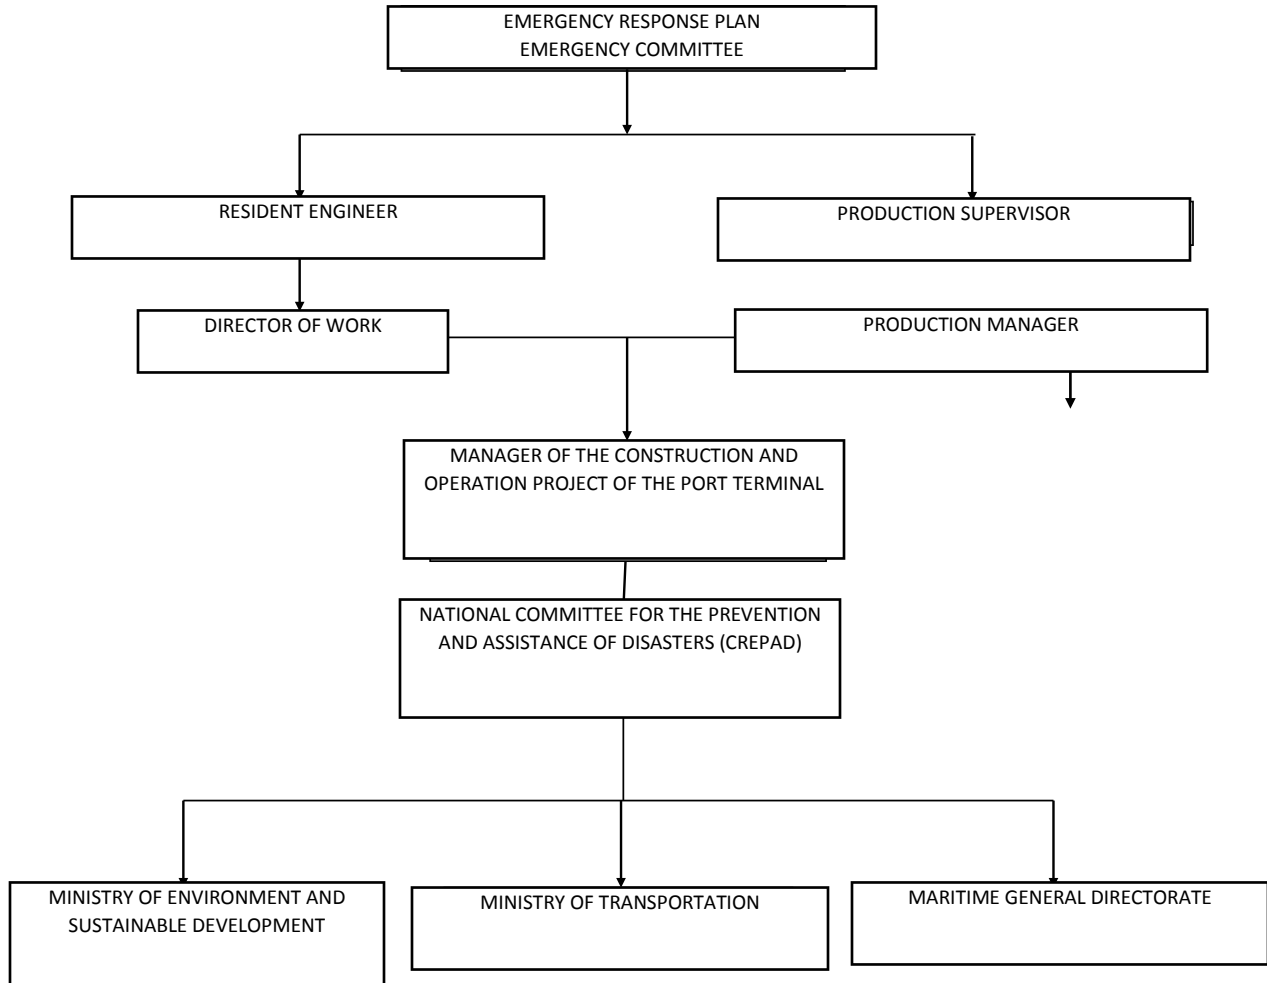 EMERGENCY RESPONSE PLAN
EMERGENCY COMMITTEE
RESIDENT ENGINEER
PRODUCTION SUPERVISOR
DIRECTOR OF WORK
PRODUCTION MANAGER
MANAGER OF THE CONSTRUCTION AND
OPERATION PROJECT OF THE PORT TERMINAL
NATIONAL COMMITTEE FOR THE PREVENTION
AND ASSISTANCE OF DISASTERS (CREPAD)
MINISTRY OF ENVIRONMENT AND
SUSTAINABLE DEVELOPMENT
MINISTRY OF TRANSPORTATION
MARITIME GENERAL DIRECTORATE